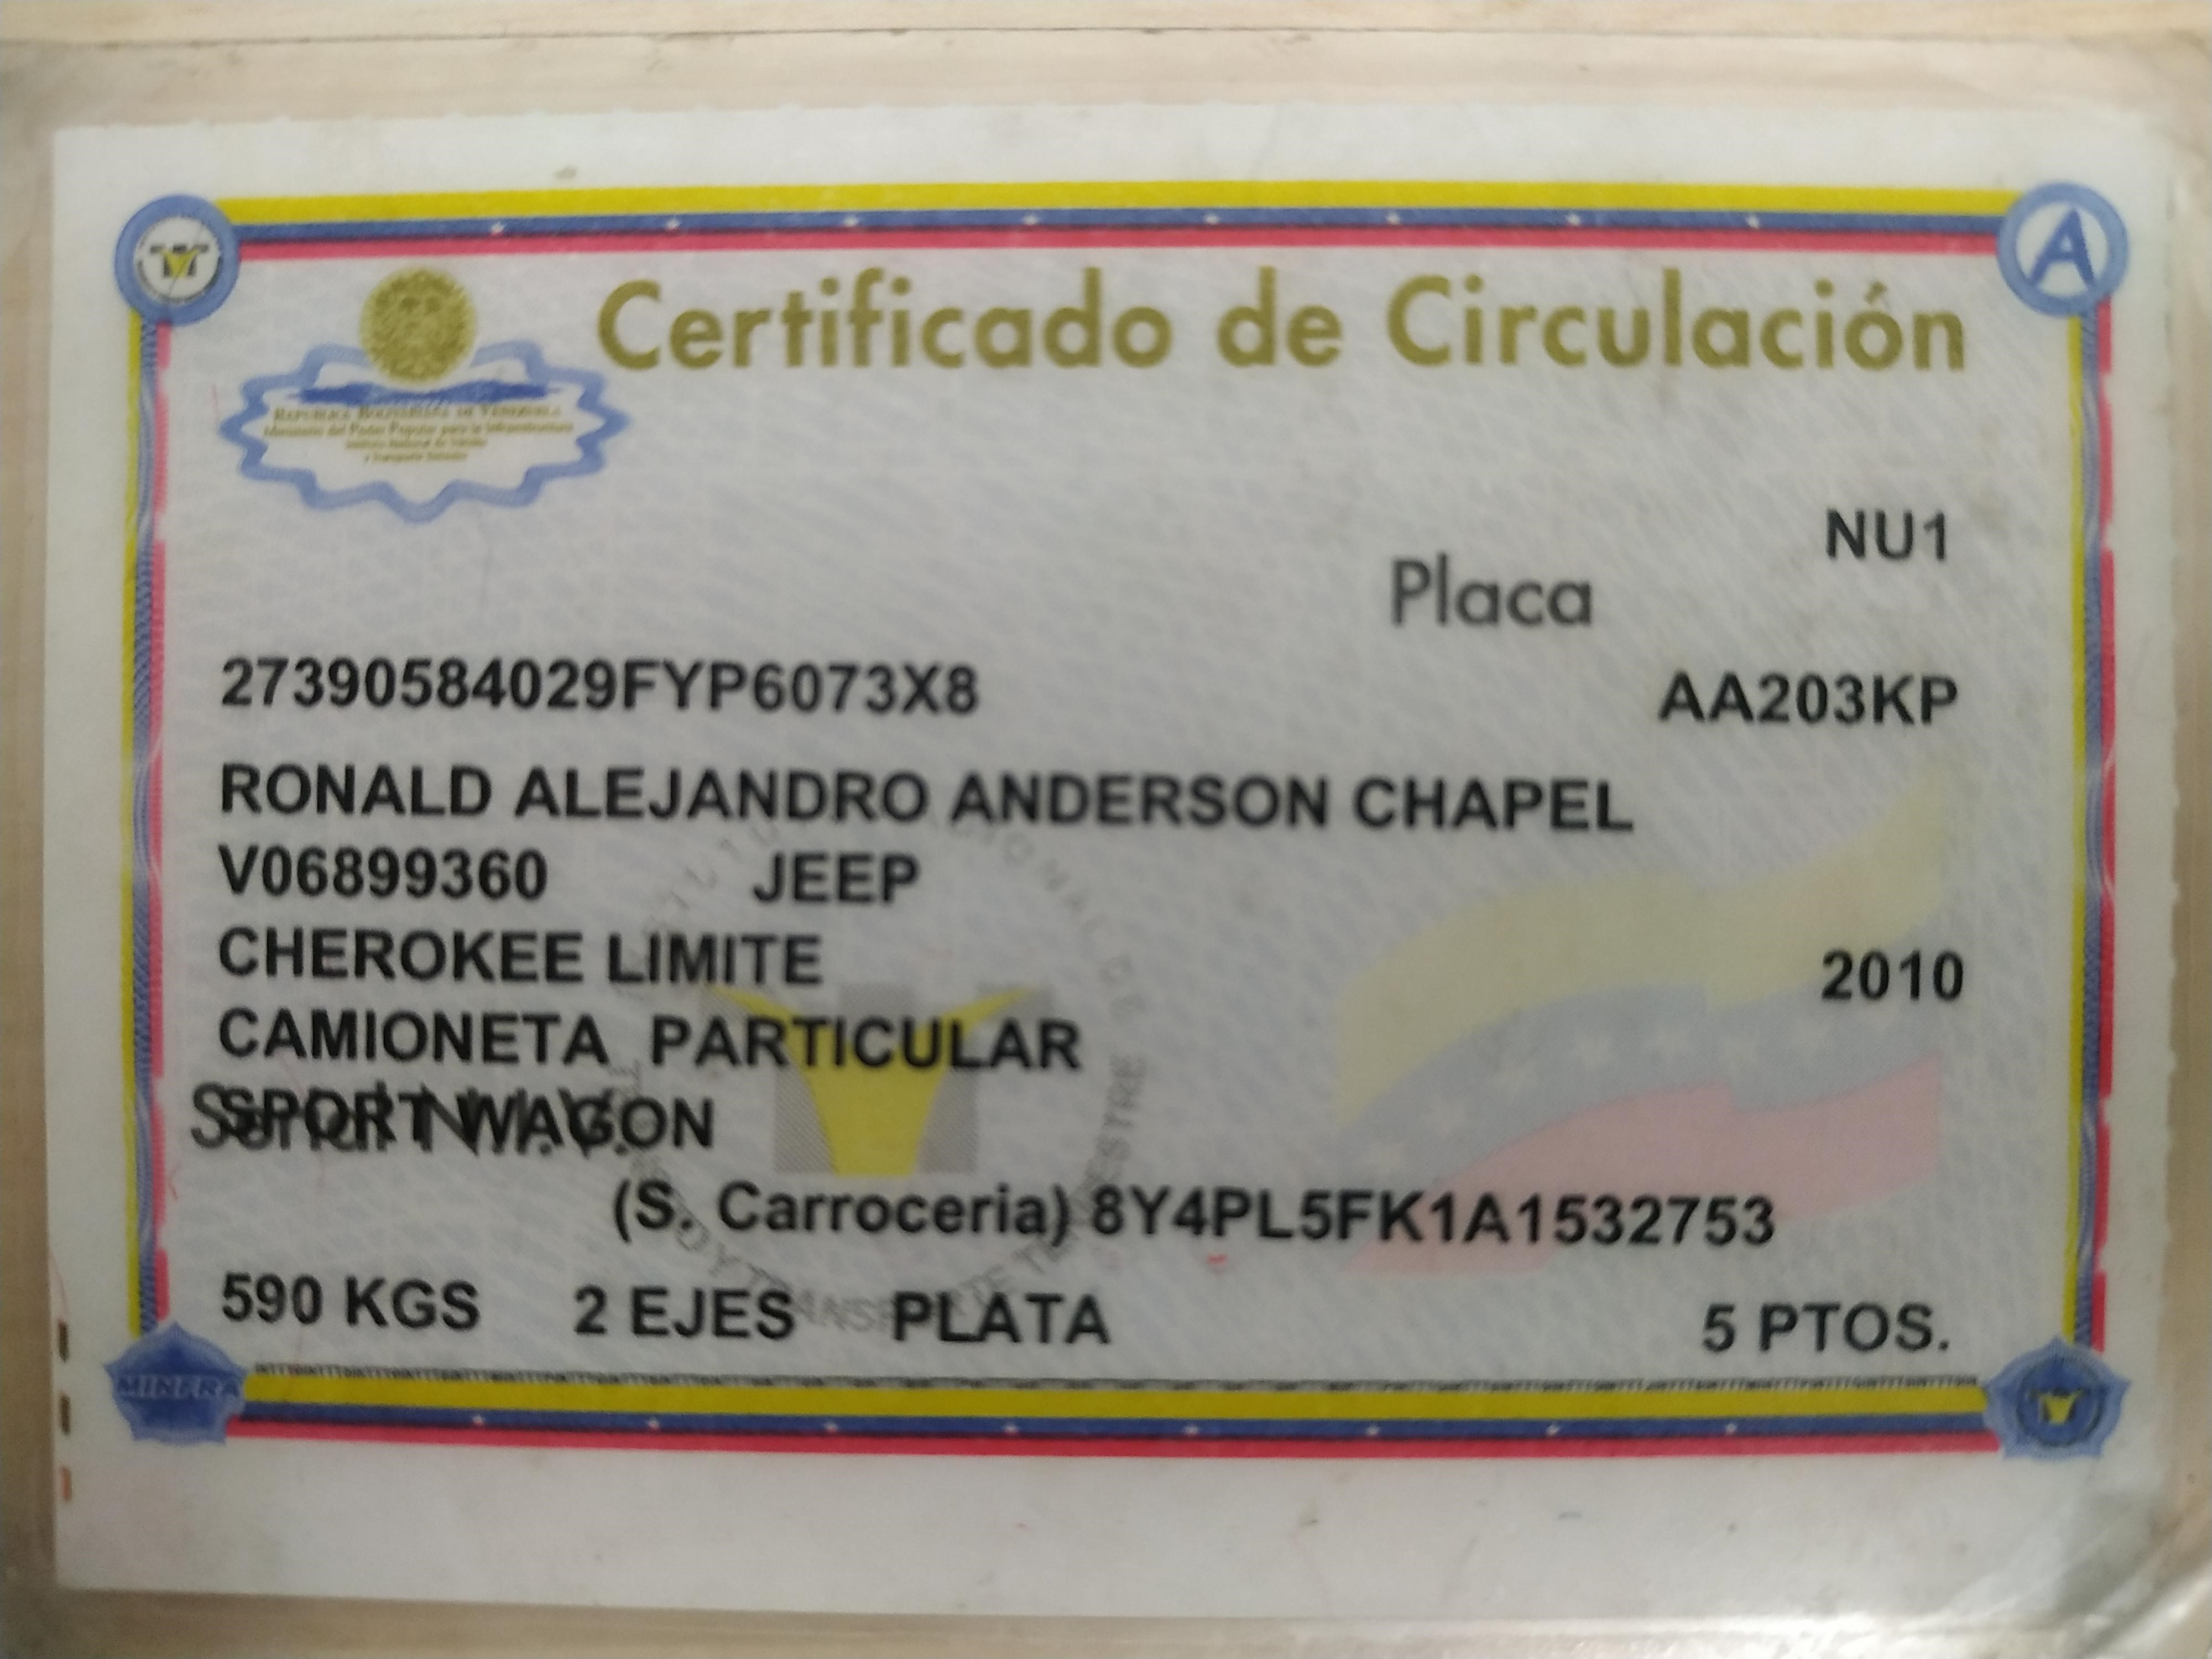 Certificado de Circulación
REPUBLICA BOLIVARIANA DE VENEZUELA
Ministerio del Poder Popular para la Infraestructura
Instituto Nacional de Tránsito
y Transporte Terrestre
NU1
Placa
27390584029FYP6073X8
AA203KP
RONALD ALEJANDRO ANDERSON CHAPEL
V06899360 JEEP
CHEROKEE LIMITE 2010
CAMIONETA PARTICULAR
SPORT WAGON
(S. Carroceria) 8Y4PL5FK1A1532753
590 KGS 2 EJES PLATA 5 PTOS.
MINFRA
A